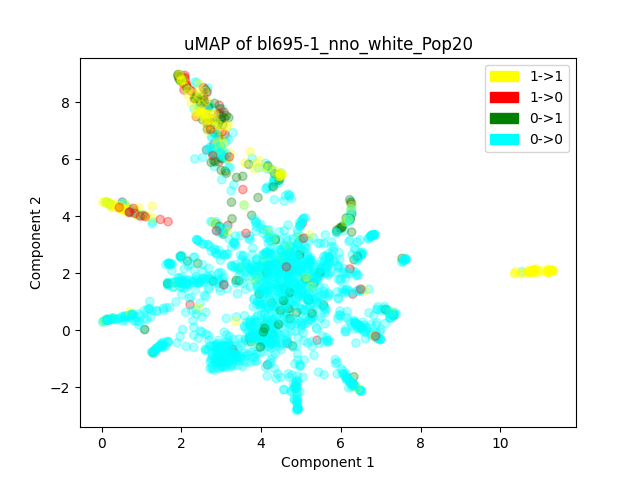 uMAP of bl695-1_nno_white_Pop20
1->1
1->0
0->1
0->0
8
6
4
2
0
−2
Component 2
0 2 4 6 8 10
Component 1